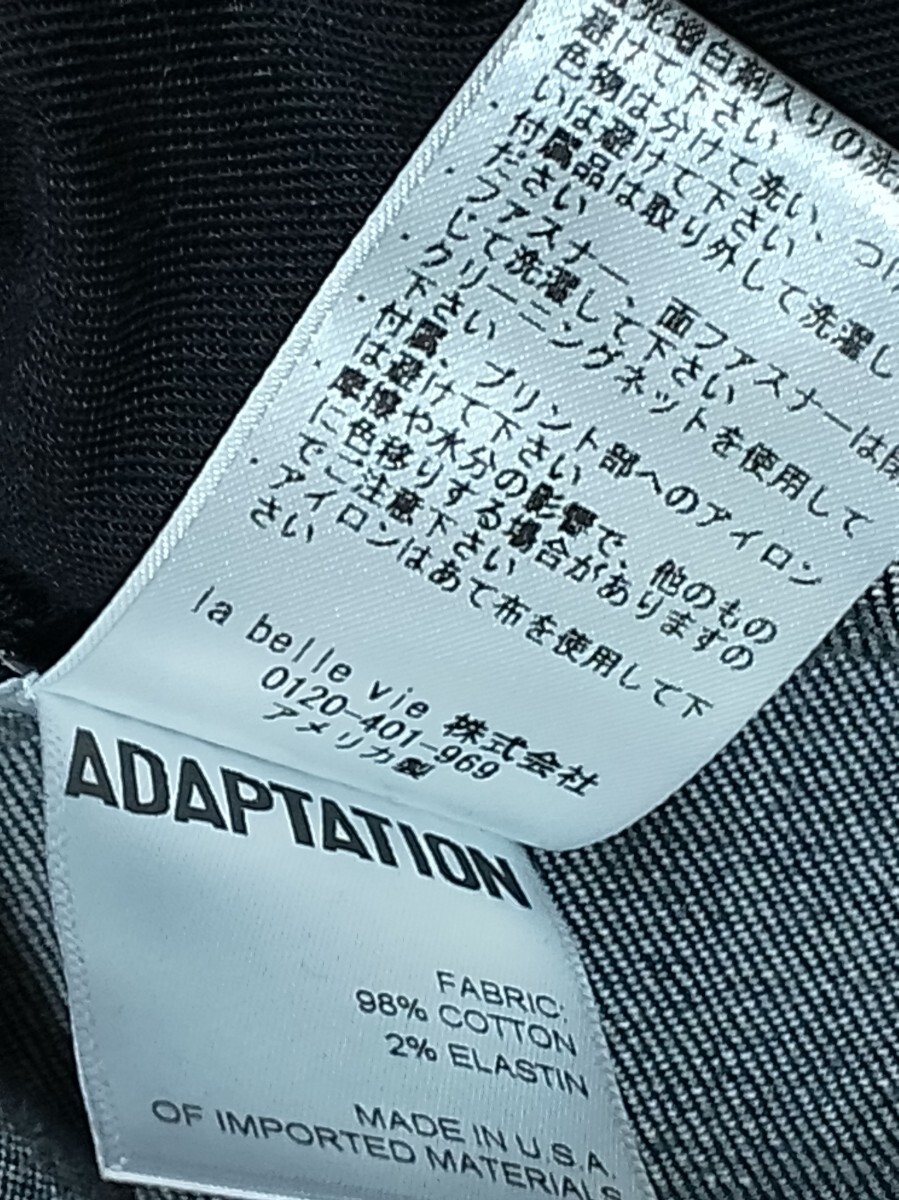 光増白剤入りの洗
避けて下さい
色物は分けて洗い、つけ
いは避けて下さい
付属品は取り外して洗濯し
ださい
・ファスナー、面ファスナーは閉
じて洗濯して下さい
・クリーニングネットを使用して
下さい
・付属、プリント部へのアイロン
は避けて下さい
摩擦や水分の影響で、他のもの
に色移りする場合がありますの
でご注意下さい
・アイロンはあて布を使用して下
さい
la belle vie 株式会社
0120-401-969
アメリカ製
ADAPTATION
FABRIC:
98% COTTON
2% ELASTIN
MADE IN U.S.A.
OF IMPORTED MATERIALS